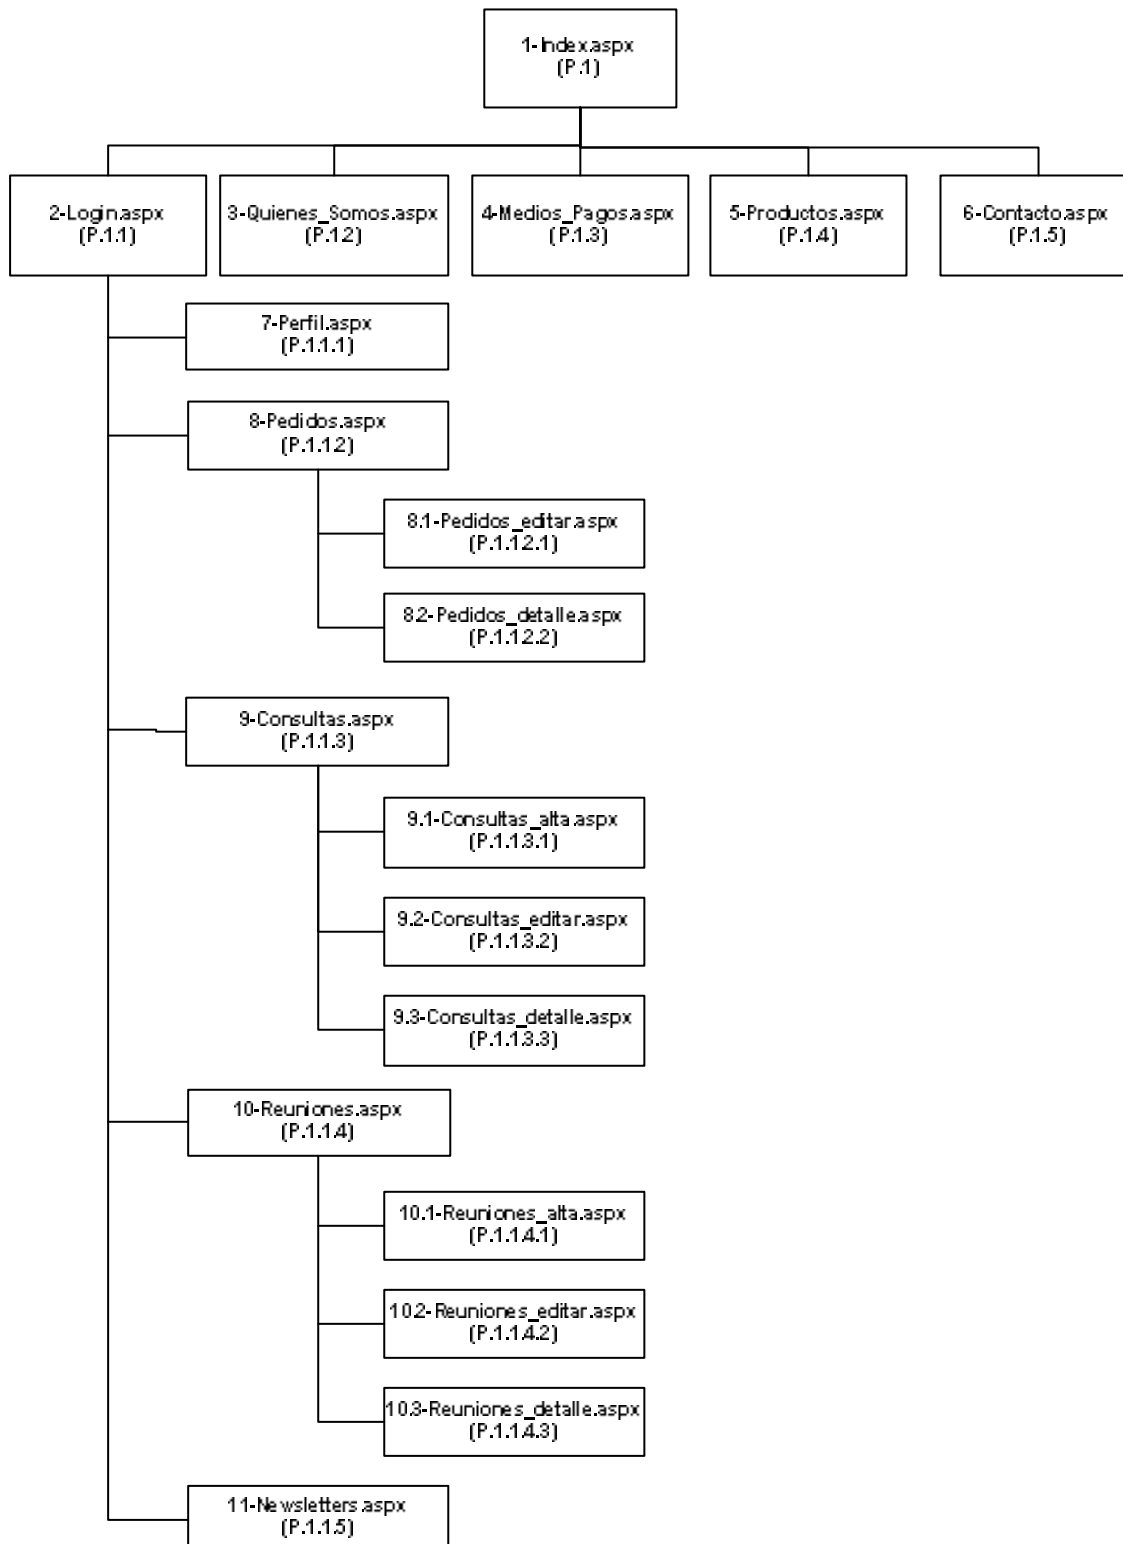 1-Index.aspx
(P.1)
2-Login.aspx
(P.1.1)
3-Quienes_Somos.aspx
(P.1.2)
4-Medios_Pagos.aspx
(P.1.3)
5-Productos.aspx
(P.1.4)
6-Contacto.aspx
(P.1.5)
7-Perfil.aspx
(P.1.1.1)
8-Pedidos.aspx
(P.1.1.2)
8.1-Pedidos_editar.aspx
(P.1.1.2.1)
8.2-Pedidos_detalle.aspx
(P.1.1.2.2)
9-Consultas.aspx
(P.1.1.3)
9.1-Consultas_alta.aspx
(P.1.1.3.1)
9.2-Consultas_editar.aspx
(P.1.1.3.2)
9.3-Consultas_detalle.aspx
(P.1.1.3.3)
10-Reuniones.aspx
(P.1.1.4)
10.1-Reuniones_alta.aspx
(P.1.1.4.1)
10.2-Reuniones_editar.aspx
(P.1.1.4.2)
10.3-Reuniones_detalle.aspx
(P.1.1.4.3)
11-Newsletters.aspx
(P.1.1.5)